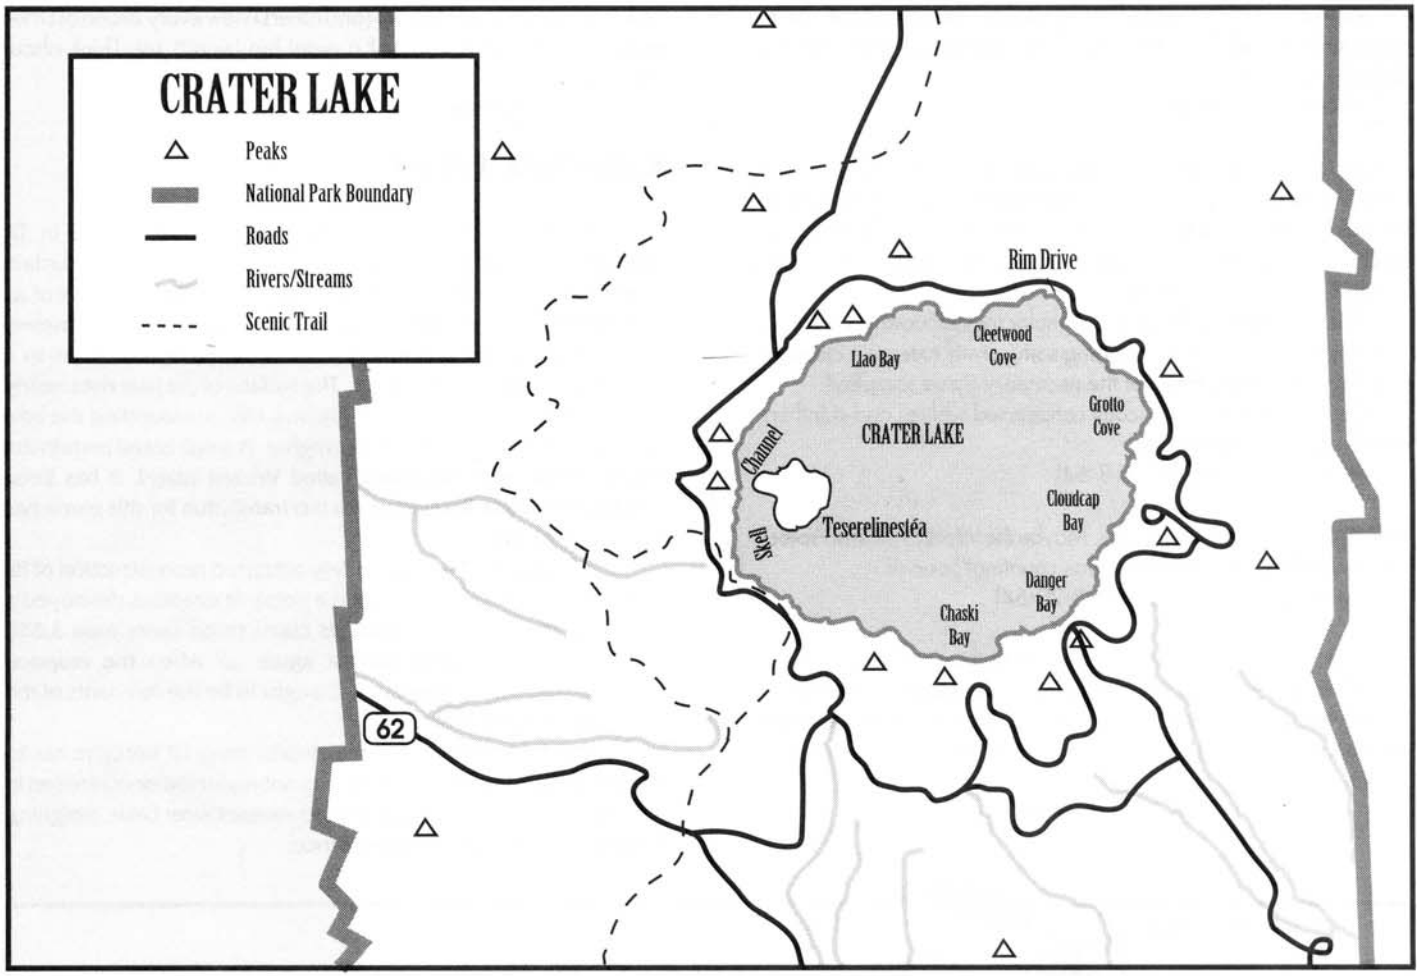 CRATER LAKE
Peaks
National Park Boundary
Roads
Rivers/Streams
Scenic Trail
Rim Drive
Cleetwood
Cove
Llao Bay
Grotto
Cove
CRATER LAKE
Channel
Skell
Teserelinestéa
Cloudcap
Bay
Danger
Bay
Chaski
Bay
62